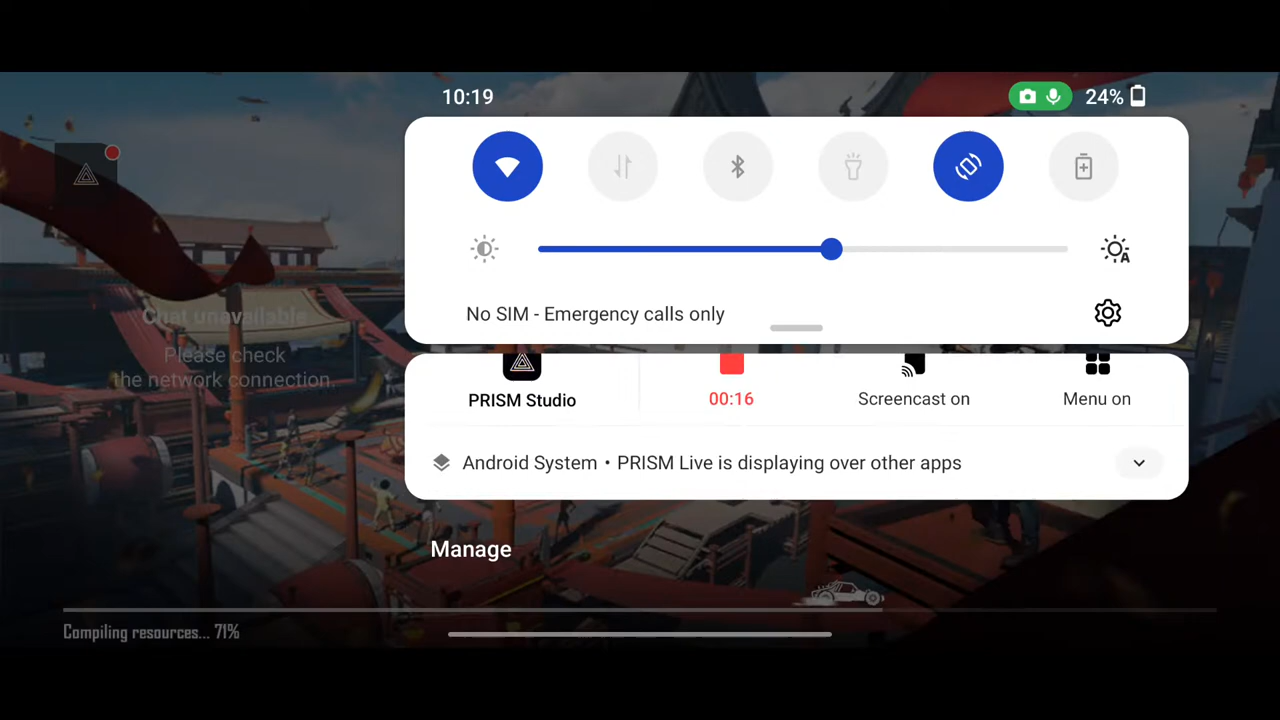 10:19
24%
No SIM - Emergency calls only
Chat unavailable
Please check
the network connection.
PRISM Studio
00:16
Screencast on
Menu on
Android System • PRISM Live is displaying over other apps
Manage
Compiling resources... 71%